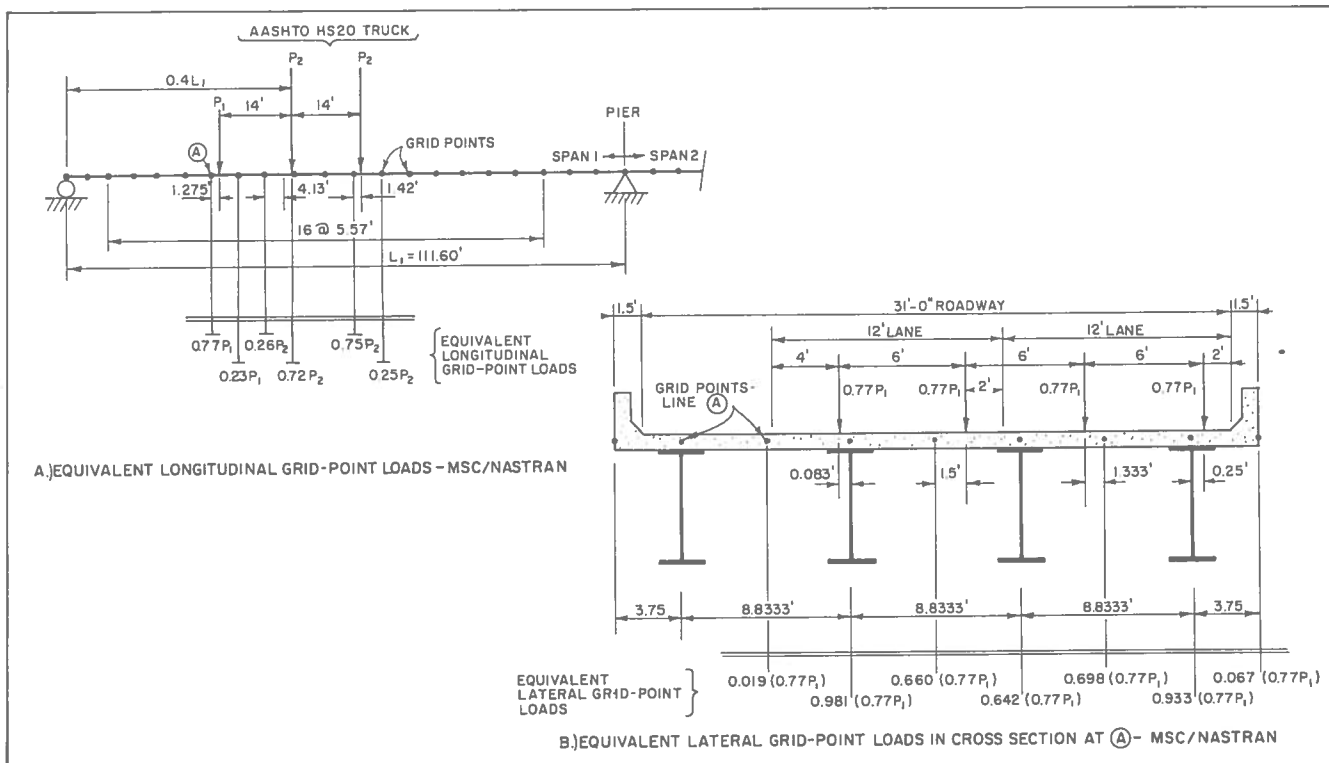 AASHTO HS20 TRUCK
P2 P2
0.4L1
P1 14' 14'
PIER
A GRID POINTS
SPAN 1 SPAN 2
1.275' 4.13' 1.42'
16 @ 5.57'
L1 = 111.60'
0.77P1 0.26P2 0.75P2
0.23P1 0.72P2 0.25P2
EQUIVALENT
LONGITUDINAL
GRID-POINT LOADS
A.) EQUIVALENT LONGITUDINAL GRID-POINT LOADS - MSC/NASTRAN
1.5' 31'-0" ROADWAY 1.5'
12' LANE 12' LANE
4' 6' 6' 6' 2'
GRID POINTS-
LINE A
0.77P1 0.77P1 2' 0.77P1 0.77P1
0.083' 1.5' 1.333' 0.25'
3.75 8.8333' 8.8333' 8.8333' 3.75
EQUIVALENT
LATERAL GRID-POINT
LOADS
0.019 (0.77P1) 0.660 (0.77P1) 0.698 (0.77P1) 0.067 (0.77P1)
0.981 (0.77P1) 0.642 (0.77P1) 0.933 (0.77P1)
B.) EQUIVALENT LATERAL GRID-POINT LOADS IN CROSS SECTION AT A - MSC/NASTRAN